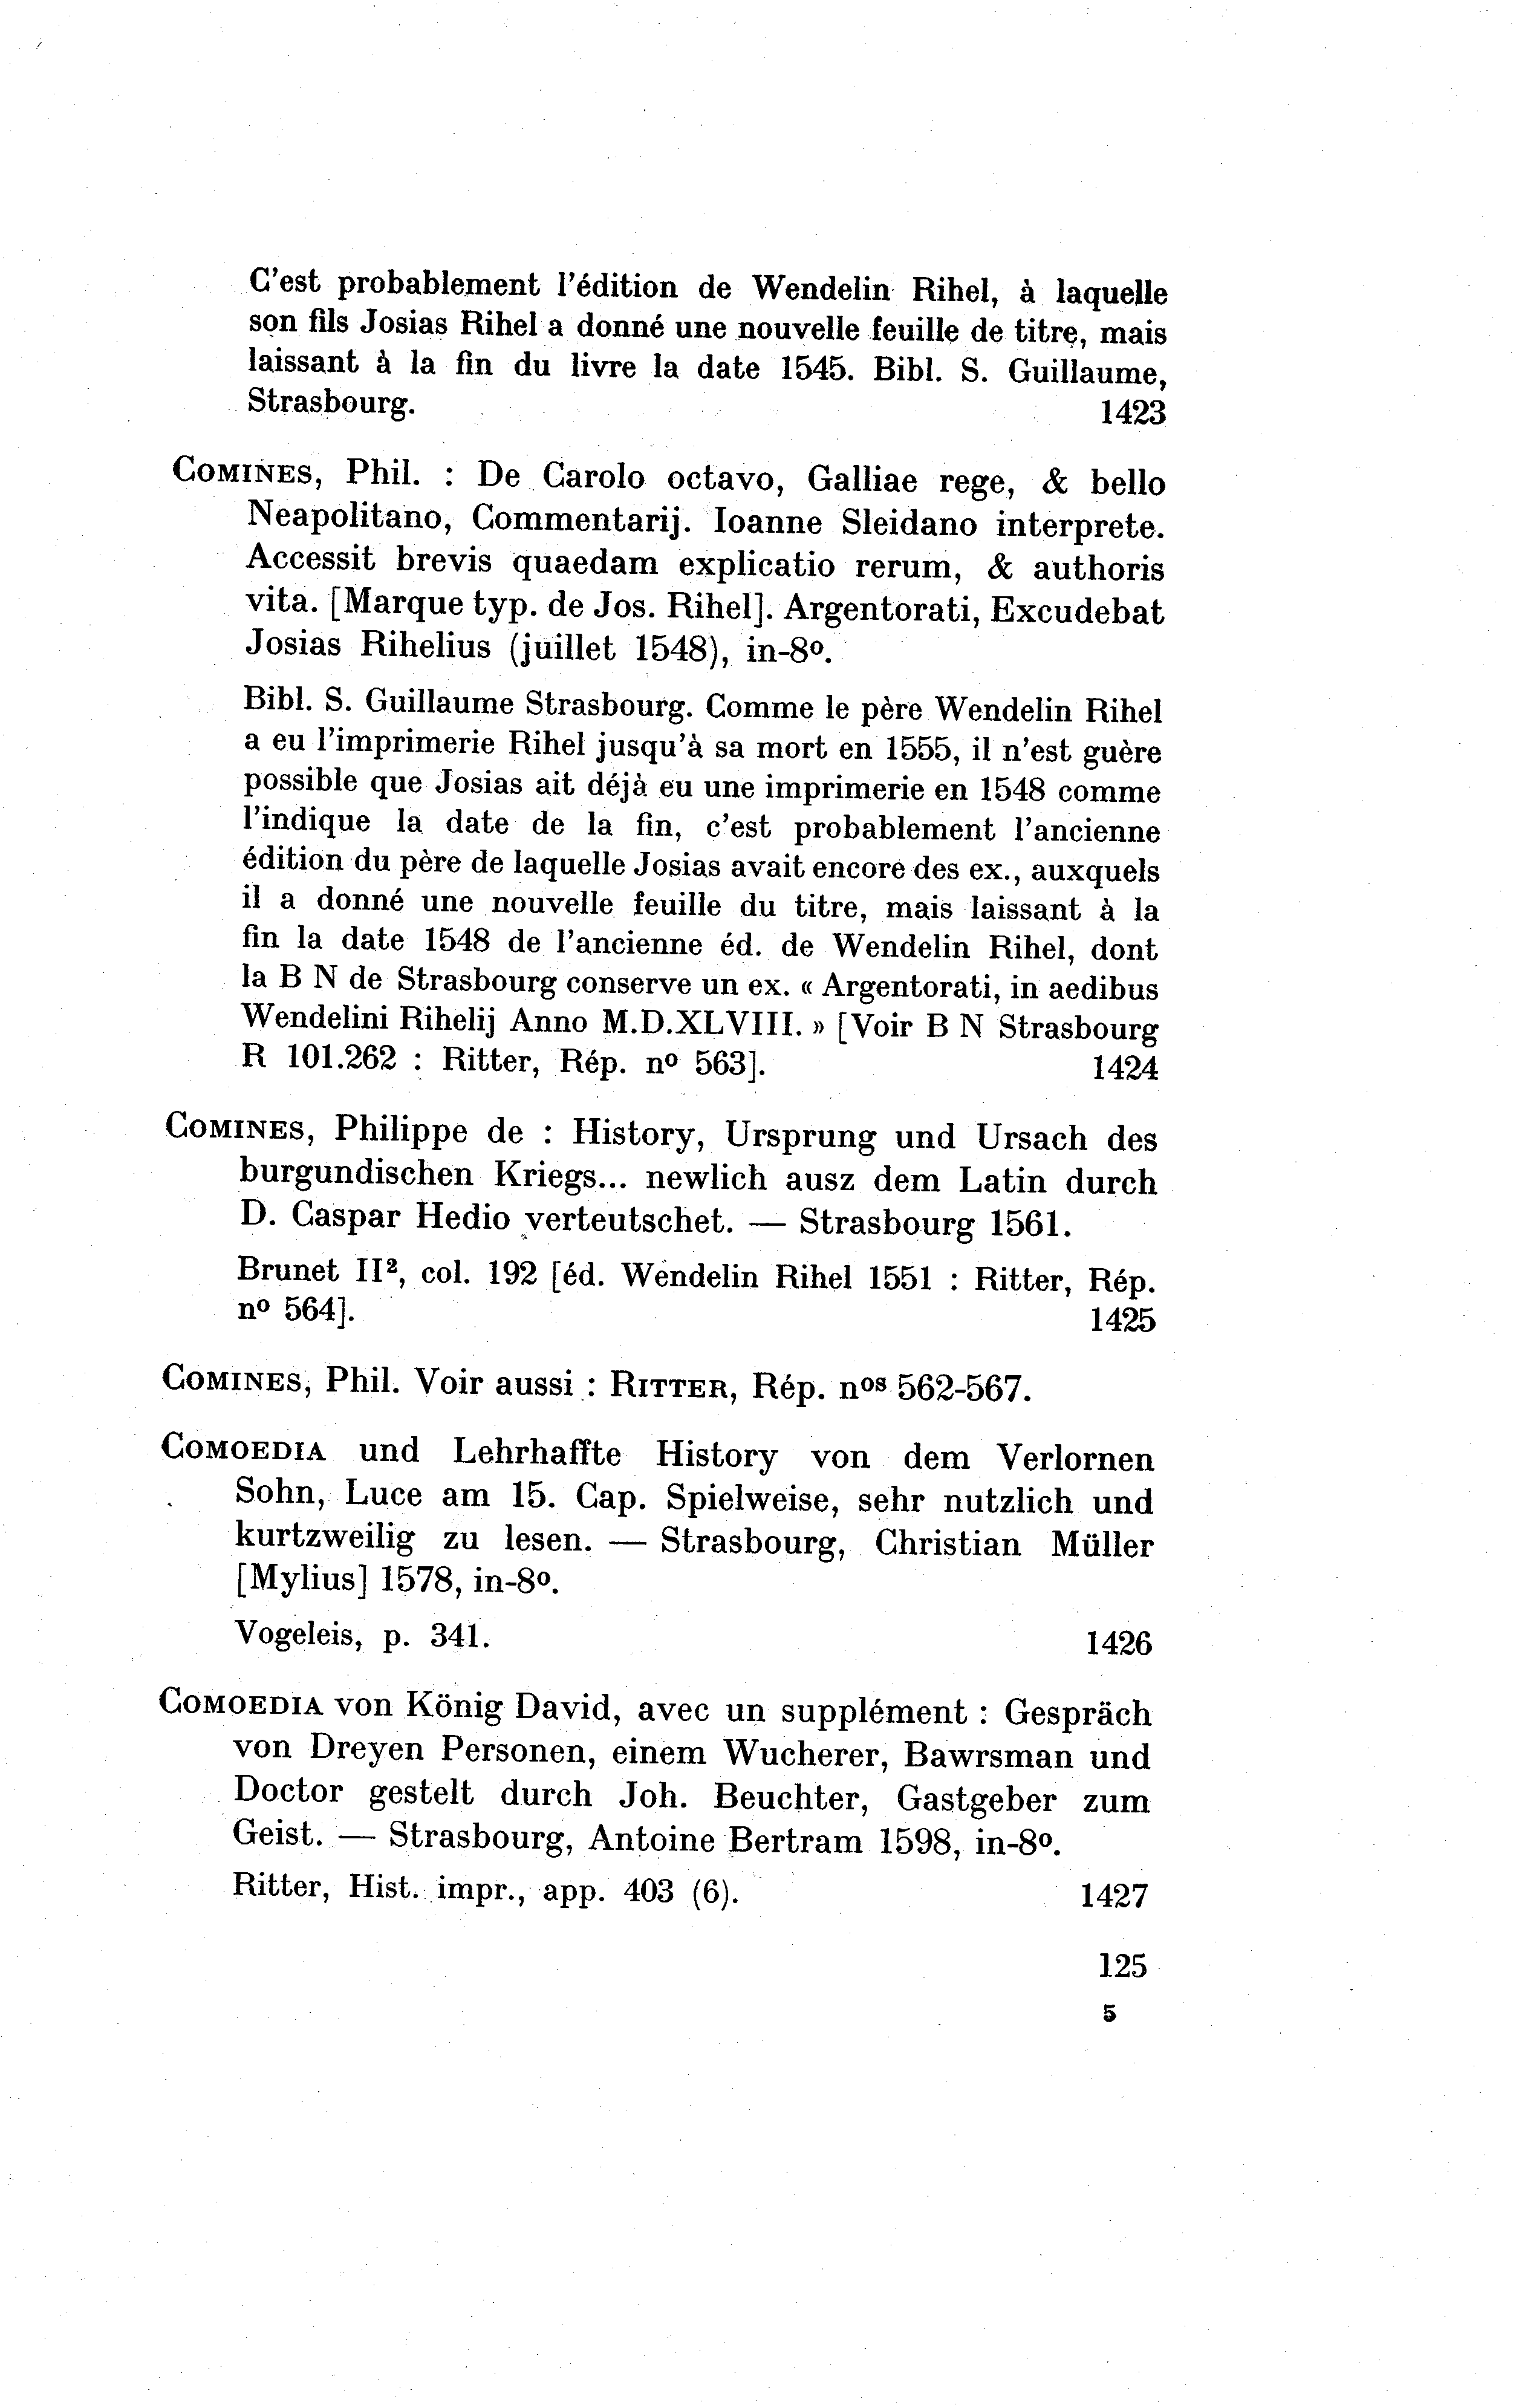 C'est probablement l'édition de Wendelin Rihel, à laquelle
son fils Josias Rihel a donné une nouvelle feuille de titre, mais
laissant à la fin du livre la date 1545. Bibl. S. Guillaume,
Strasbourg. 1423
COMINES, Phil. : De Carolo octavo, Galliae rege, & bello
Neapolitano, Commentarij. Ioanne Sleidano interprete.
Accessit brevis quaedam explicatio rerum, & authoris
vita. [Marque typ. de Jos. Rihel]. Argentorati, Excudebat
Josias Rihelius (juillet 1548), in-8º.
Bibl. S. Guillaume Strasbourg. Comme le père Wendelin Rihel
a eu l'imprimerie Rihel jusqu'à sa mort en 1555, il n'est guère
possible que Josias ait déjà eu une imprimerie en 1548 comme
l'indique la date de la fin, c'est probablement l'ancienne
édition du père de laquelle Josias avait encore des ex., auxquels
il a donné une nouvelle feuille du titre, mais laissant à la
fin la date 1548 de l'ancienne éd. de Wendelin Rihel, dont
la B N de Strasbourg conserve un ex. « Argentorati, in aedibus
Wendelini Rihelij Anno M.D.XLVIII. » [Voir B N Strasbourg
R 101.262 : Ritter, Rép. nº 563]. 1424
COMINES, Philippe de : History, Ursprung und Ursach des
burgundischen Kriegs... newlich ausz dem Latin durch
D. Caspar Hedio verteutschet. — Strasbourg 1561.
Brunet II², col. 192 [éd. Wendelin Rihel 1551 : Ritter, Rép.
nº 564]. 1425
COMINES, Phil. Voir aussi : RITTER, Rép. nºˢ 562-567.
COMOEDIA und Lehrhaffte History von dem Verlornen
Sohn, Luce am 15. Cap. Spielweise, sehr nutzlich und
kurtzweilig zu lesen. — Strasbourg, Christian Müller
[Mylius] 1578, in-8º.
Vogeleis, p. 341. 1426
COMOEDIA von König David, avec un supplément : Gespräch
von Dreyen Personen, einem Wucherer, Bawrsman und
Doctor gestelt durch Joh. Beuchter, Gastgeber zum
Geist. — Strasbourg, Antoine Bertram 1598, in-8º.
Ritter, Hist. impr., app. 403 (6). 1427
125
5